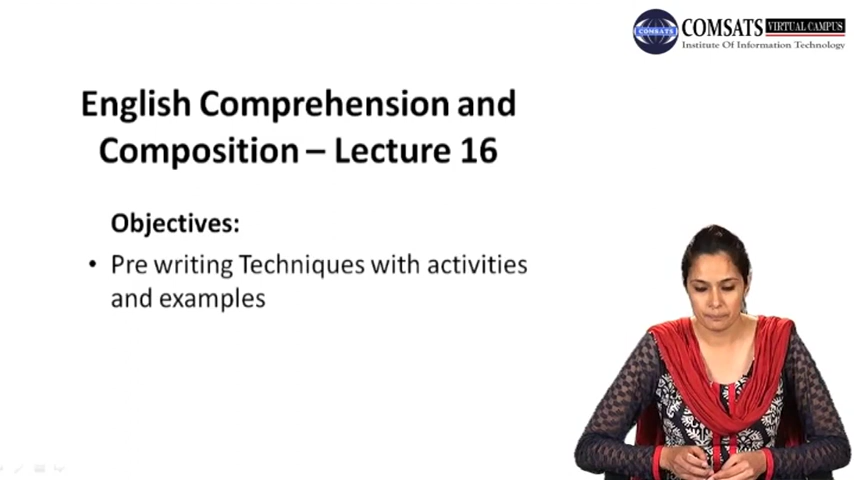 COMSATS
COMSATS VIRTUAL CAMPUS
Institute Of Information Technology
English Comprehension and
Composition – Lecture 16
Objectives:
• Pre writing Techniques with activities
and examples